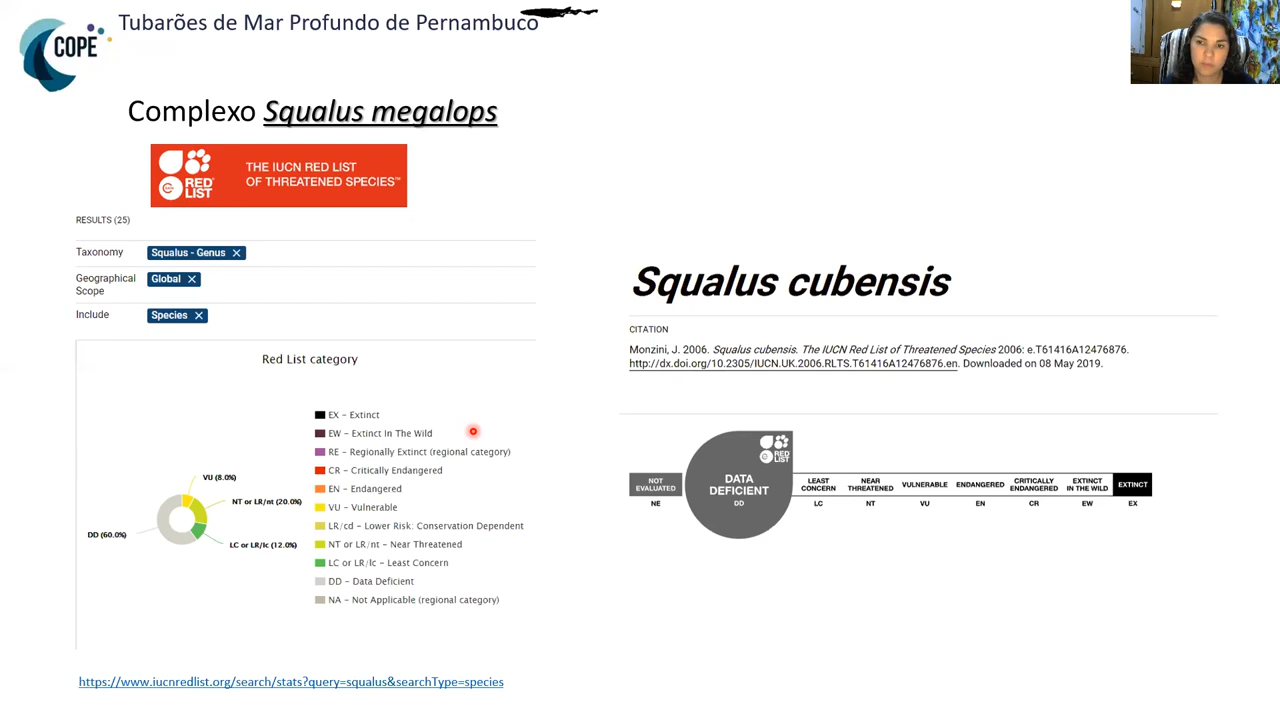 COPE
Tubarões de Mar Profundo de Pernambuco
Complexo Squalus megalops
RED LIST
THE IUCN RED LIST
OF THREATENED SPECIES™
RESULTS (25)
Taxonomy
Squalus - Genus ✕
Geographical
Scope
Global ✕
Include
Species ✕
Red List category
EX – Extinct
EW – Extinct In The Wild
RE – Regionally Extinct (regional category)
CR – Critically Endangered
EN – Endangered
VU – Vulnerable
LR/cd – Lower Risk: Conservation Dependent
NT or LR/nt – Near Threatened
LC or LR/lc – Least Concern
DD – Data Deficient
NA – Not Applicable (regional category)
VU (8.0%)
NT or LR/nt (20.0%)
DD (60.0%)
LC or LR/lc (12.0%)
https://www.iucnredlist.org/search/stats?query=squalus&searchType=species
Squalus cubensis
CITATION
Monzini, J. 2006. Squalus cubensis. The IUCN Red List of Threatened Species 2006: e.T61416A12476876.
http://dx.doi.org/10.2305/IUCN.UK.2006.RLTS.T61416A12476876.en. Downloaded on 08 May 2019.
RED LIST
NOT
EVALUATED
NE
DATA
DEFICIENT
DD
LEAST
CONCERN
LC
NEAR
THREATENED
NT
VULNERABLE
VU
ENDANGERED
EN
CRITICALLY
ENDANGERED
CR
EXTINCT
IN THE WILD
EW
EXTINCT
EX